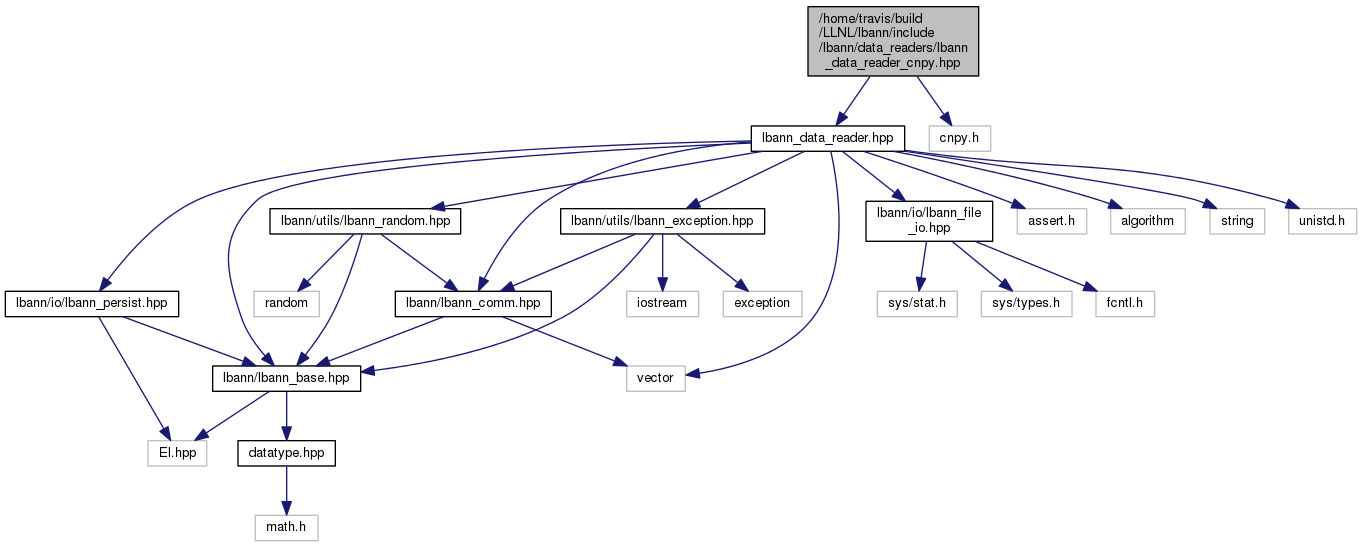 /home/travis/build
/LLNL/lbann/include
/lbann/data_readers/lbann
_data_reader_cnpy.hpp
lbann_data_reader.hpp
cnpy.h
lbann/utils/lbann_random.hpp
lbann/utils/lbann_exception.hpp
lbann/io/lbann_file
_io.hpp
assert.h
algorithm
string
unistd.h
lbann/io/lbann_persist.hpp
random
lbann/lbann_comm.hpp
iostream
exception
sys/stat.h
sys/types.h
fcntl.h
lbann/lbann_base.hpp
vector
El.hpp
datatype.hpp
math.h